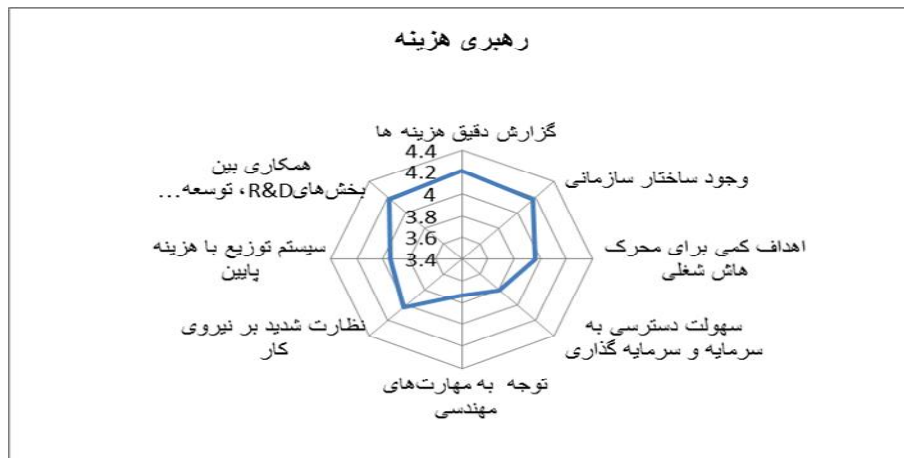 رهبری هزینه
گزارش دقیق هزینه ها
وجود ساختار سازمانی
اهداف کمی برای محرک
هاش شغلی
سهولت دسترسی به
سرمایه و سرمایه گذاری
توجه به مهارت‌های
مهندسی
نظارت شدید بر نیروی
کار
سیستم توزیع با هزینه
پایین
همکاری بین
بخش‌های R&D، توسعه...
4.4
4.2
4
3.8
3.6
3.4